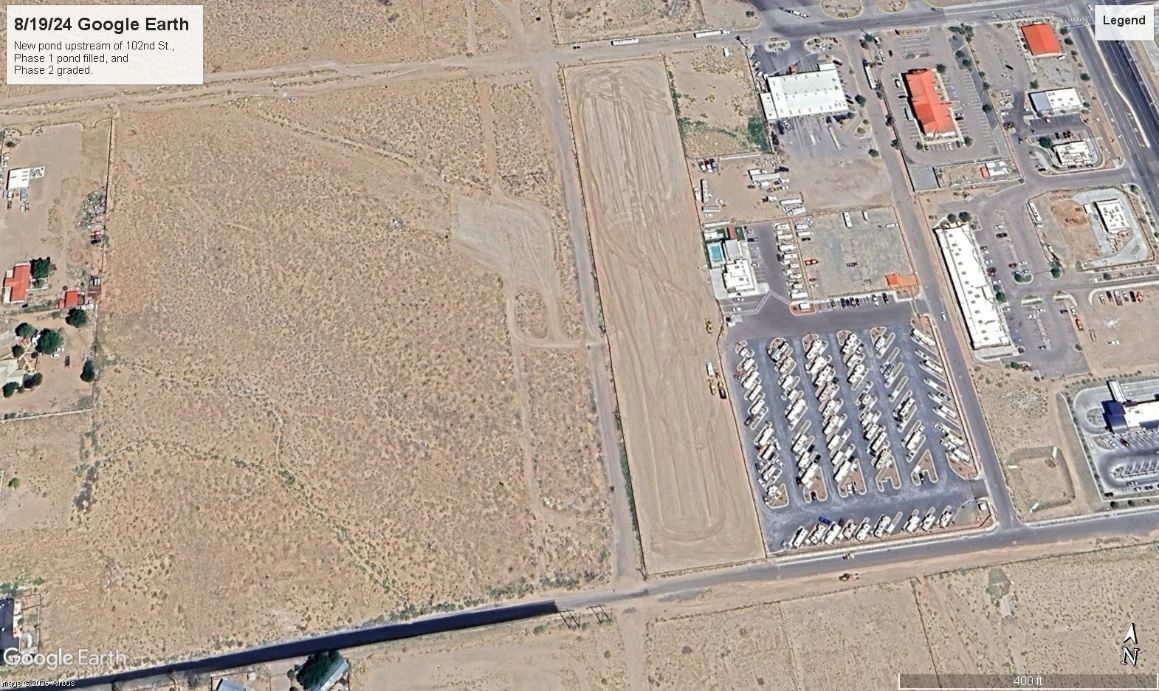 8/19/24 Google Earth
New pond upstream of 102nd St.,
Phase 1 pond filled, and
Phase 2 graded.
Legend
N
Google Earth
400 ft